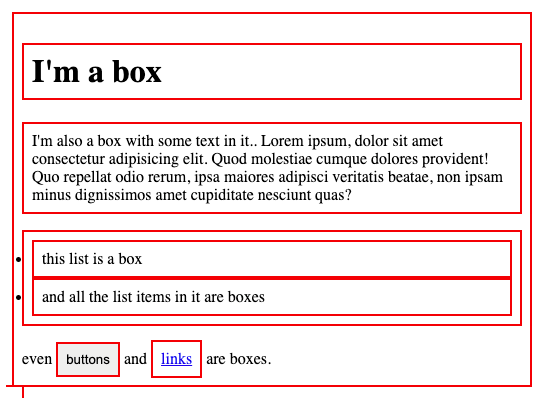 I'm a box
I'm also a box with some text in it.. Lorem ipsum, dolor sit amet
consectetur adipisicing elit. Quod molestiae cumque dolores provident!
Quo repellat odio rerum, ipsa maiores adipisci veritatis beatae, non ipsam
minus dignissimos amet cupiditate nesciunt quas?
this list is a box
and all the list items in it are boxes
even buttons and links are boxes.